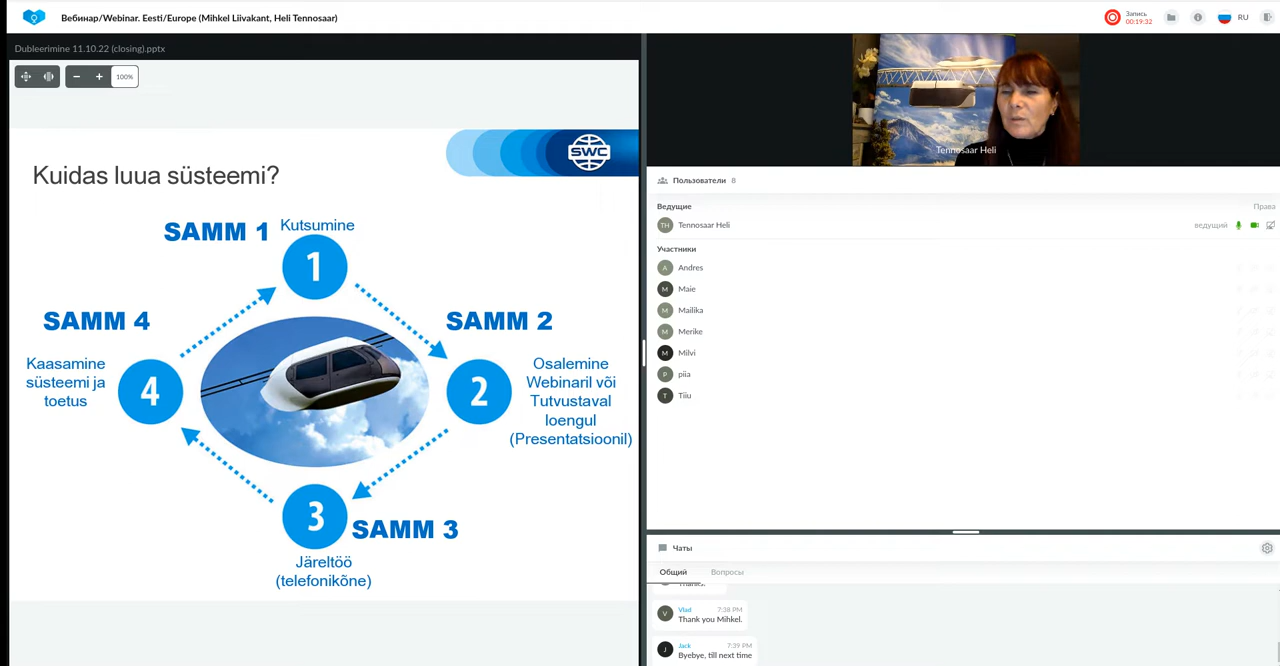 Вебинар/Webinar. Eesti/Europe (Mihkel Liivakant, Heli Tennosaar)
Запись
00:19:32
RU
Dubleerimine 11.10.22 (closing).pptx
100%
SWC
Kuidas luua süsteemi?
SAMM 1
Kutsumine
1
SAMM 4
SAMM 2
Kaasamine
süsteemi ja
toetus
4
2
Osalemine
Webinaril või
Tutvustaval
loengul
(Presentatsioonil)
3
SAMM 3
Järeltöö
(telefonikõne)
Tennosaar Heli
Пользователи 8
Ведущие
Права
TH
Tennosaar Heli
ведущий
Участники
A
Andres
M
Maie
M
Mailika
M
Merike
M
Milvi
P
piia
T
Tiiu
Чаты
Общий
Вопросы
Thanks.
V
Vlad
7:38 PM
Thank you Mihkel.
J
Jack
7:39 PM
Byebye, till next time